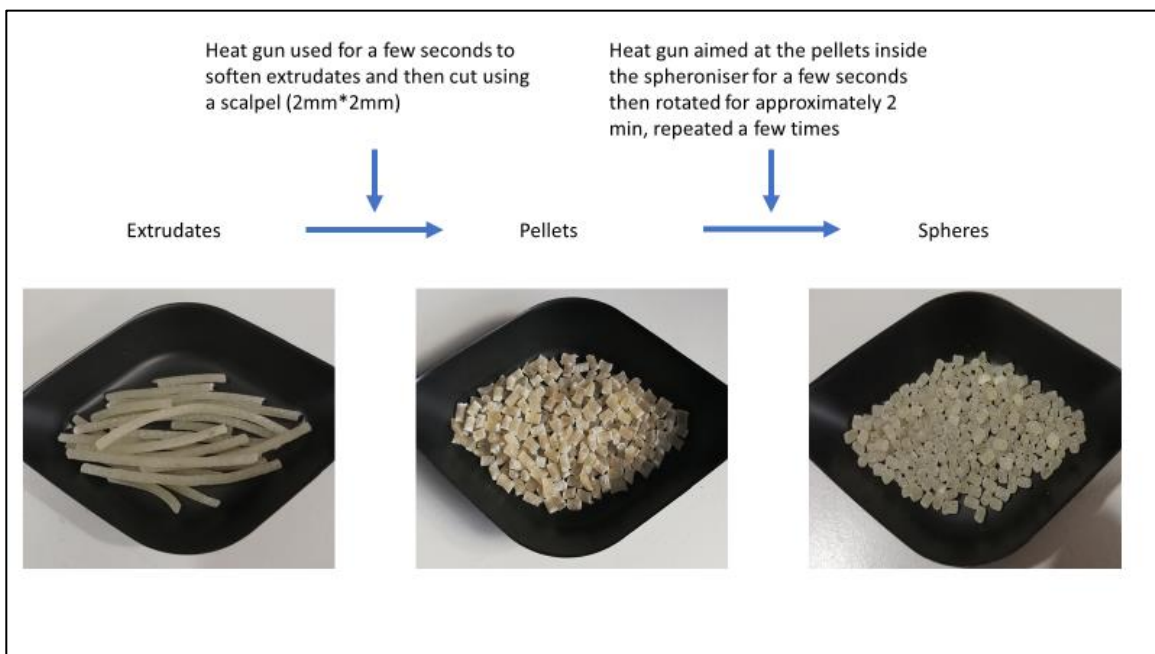 Heat gun used for a few seconds to
soften extrudates and then cut using
a scalpel (2mm*2mm)
Heat gun aimed at the pellets inside
the spheroniser for a few seconds
then rotated for approximately 2
min, repeated a few times
Extrudates
Pellets
Spheres